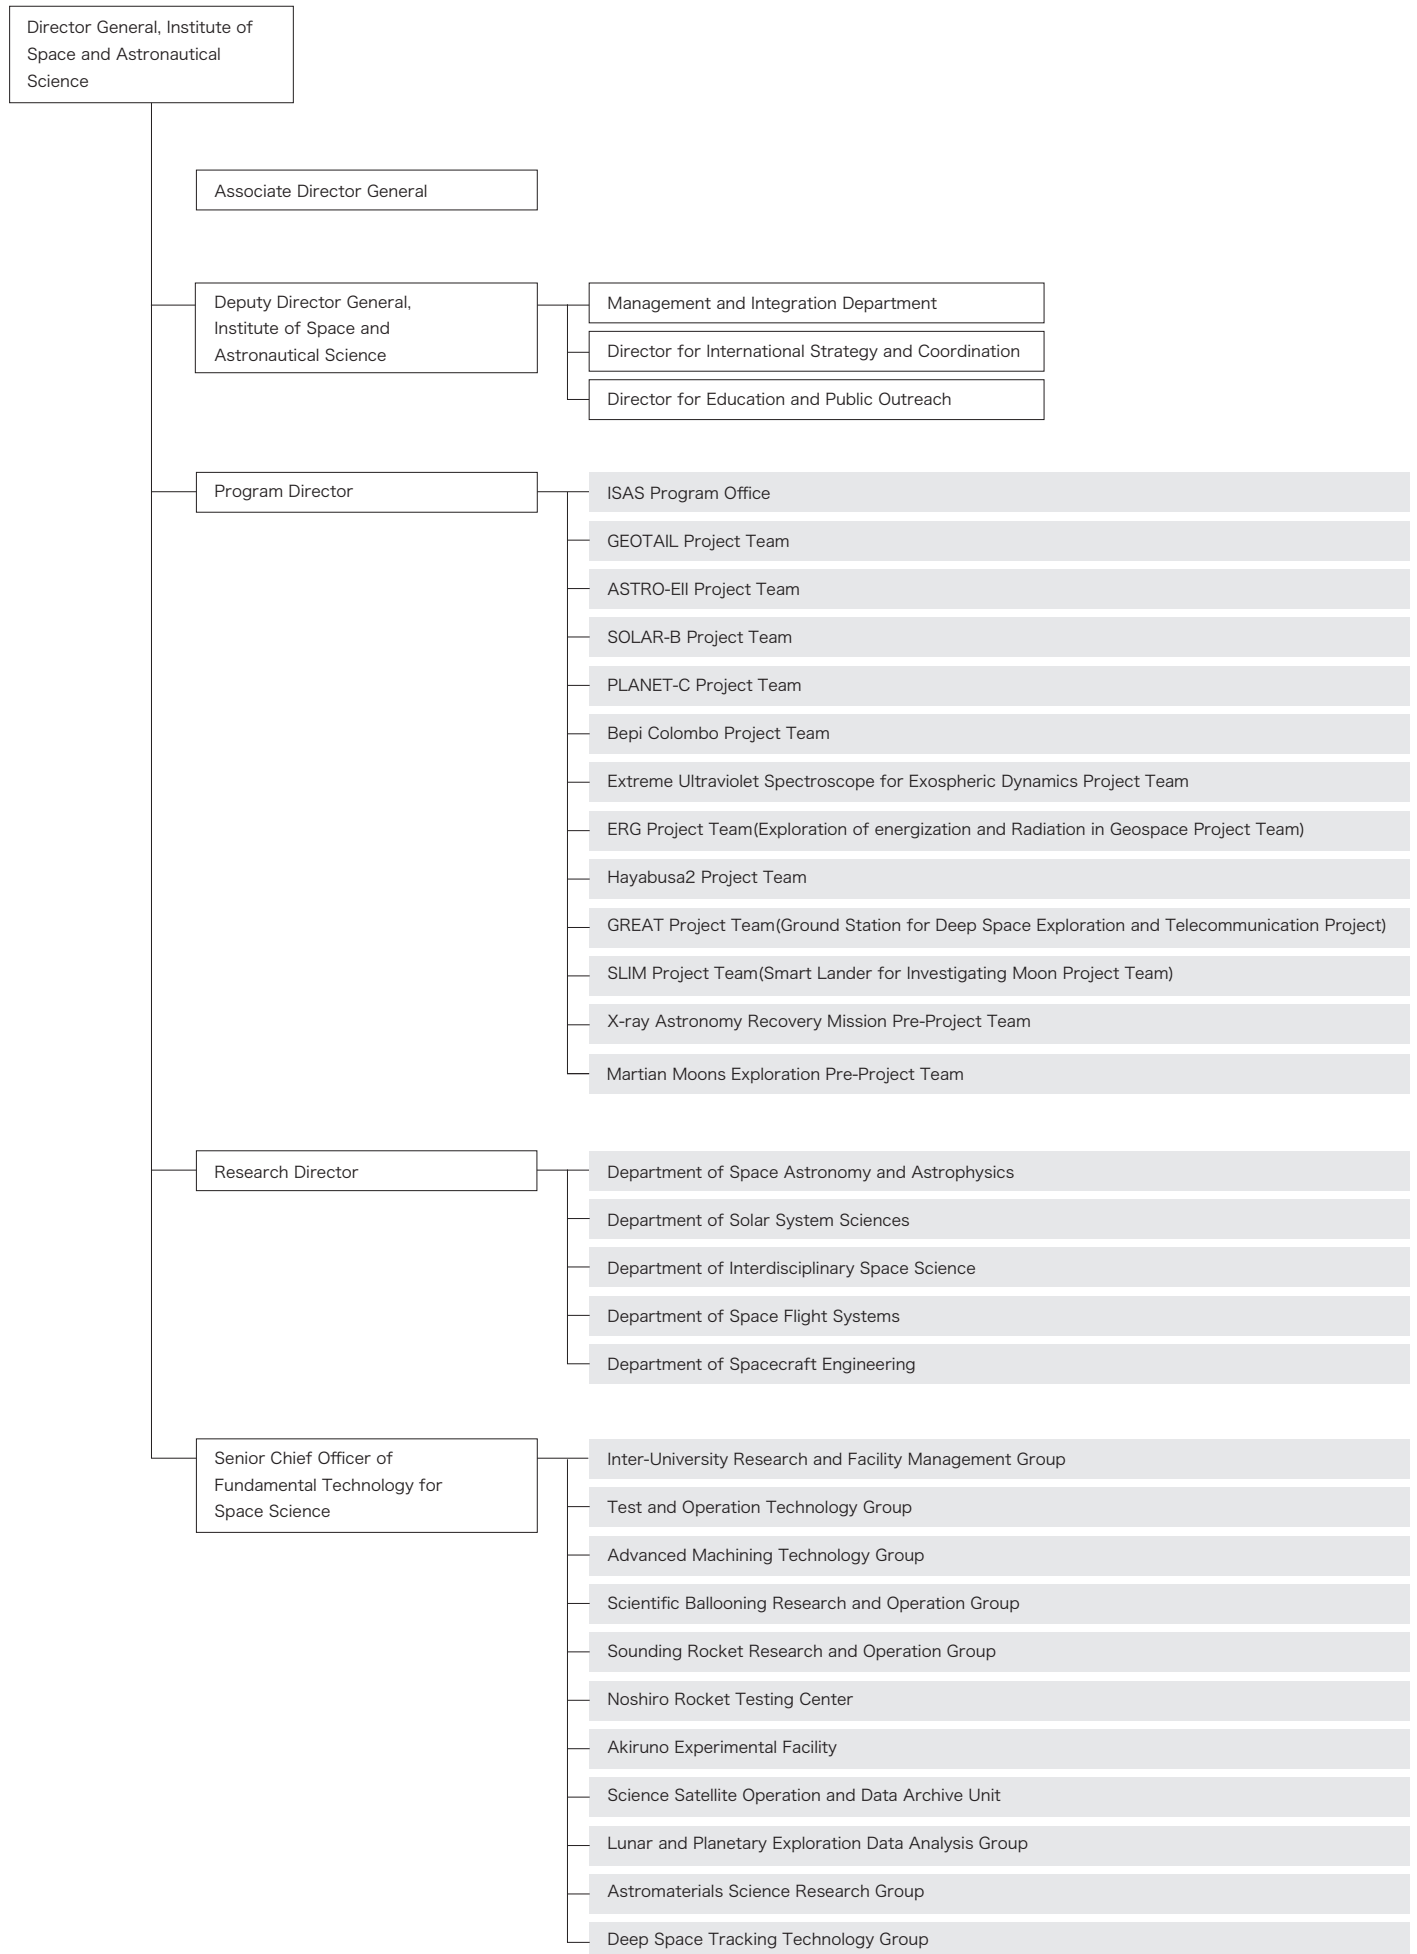 Director General, Institute of
Space and Astronautical
Science
Associate Director General
Deputy Director General,
Institute of Space and
Astronautical Science
Management and Integration Department
Director for International Strategy and Coordination
Director for Education and Public Outreach
Program Director
ISAS Program Office
GEOTAIL Project Team
ASTRO-EII Project Team
SOLAR-B Project Team
PLANET-C Project Team
Bepi Colombo Project Team
Extreme Ultraviolet Spectroscope for Exospheric Dynamics Project Team
ERG Project Team(Exploration of energization and Radiation in Geospace Project Team)
Hayabusa2 Project Team
GREAT Project Team(Ground Station for Deep Space Exploration and Telecommunication Project)
SLIM Project Team(Smart Lander for Investigating Moon Project Team)
X-ray Astronomy Recovery Mission Pre-Project Team
Martian Moons Exploration Pre-Project Team
Research Director
Department of Space Astronomy and Astrophysics
Department of Solar System Sciences
Department of Interdisciplinary Space Science
Department of Space Flight Systems
Department of Spacecraft Engineering
Senior Chief Officer of
Fundamental Technology for
Space Science
Inter-University Research and Facility Management Group
Test and Operation Technology Group
Advanced Machining Technology Group
Scientific Ballooning Research and Operation Group
Sounding Rocket Research and Operation Group
Noshiro Rocket Testing Center
Akiruno Experimental Facility
Science Satellite Operation and Data Archive Unit
Lunar and Planetary Exploration Data Analysis Group
Astromaterials Science Research Group
Deep Space Tracking Technology Group